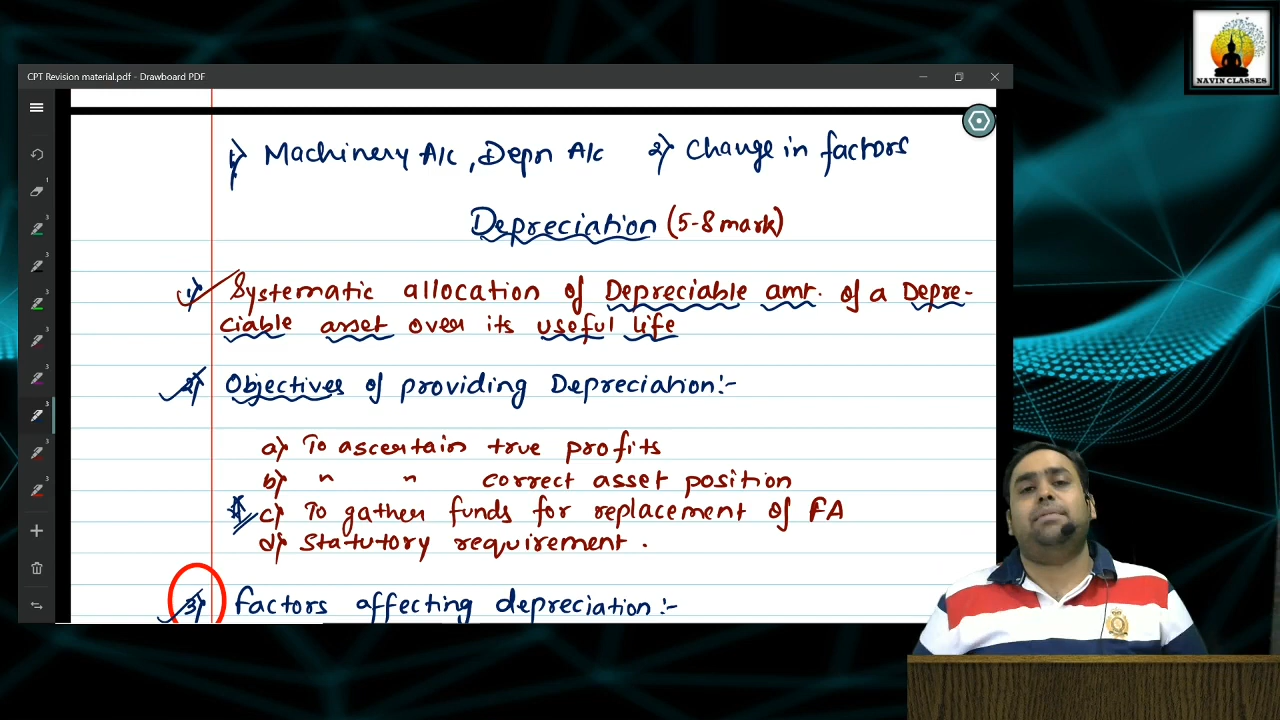 NAVIN CLASSES
CPT Revision material.pdf - Drawboard PDF
1) Machinery A/c, Depn A/c 2) Change in factors
Depreciation (5-8 mark)
1) Systematic allocation of Depreciable amt. of a Depre-
ciable asset over its useful life
2) Objectives of providing Depreciation:-
a) To ascertain true profits
b) " " correct asset position
c) To gather funds for replacement of FA
d) Statutory requirement.
3) Factors affecting depreciation:-